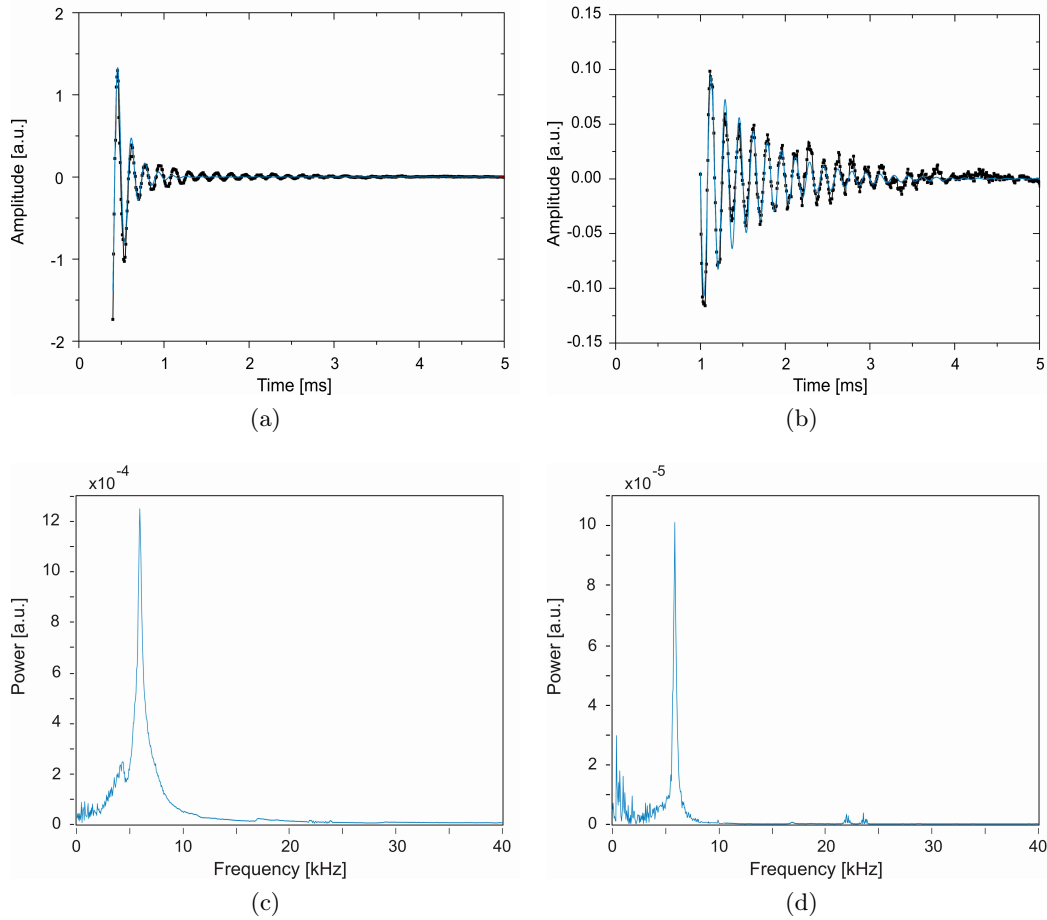 2
1
0
-1
-2
Amplitude [a.u.]
0 1 2 3 4 5
Time [ms]
(a)
0.15
0.10
0.05
0.00
-0.05
-0.10
-0.15
Amplitude [a.u.]
0 1 2 3 4 5
Time [ms]
(b)
x10-4
12
10
8
6
4
2
0
Power [a.u.]
0 10 20 30 40
Frequency [kHz]
(c)
x10-5
10
8
6
4
2
0
Power [a.u.]
0 10 20 30 40
Frequency [kHz]
(d)